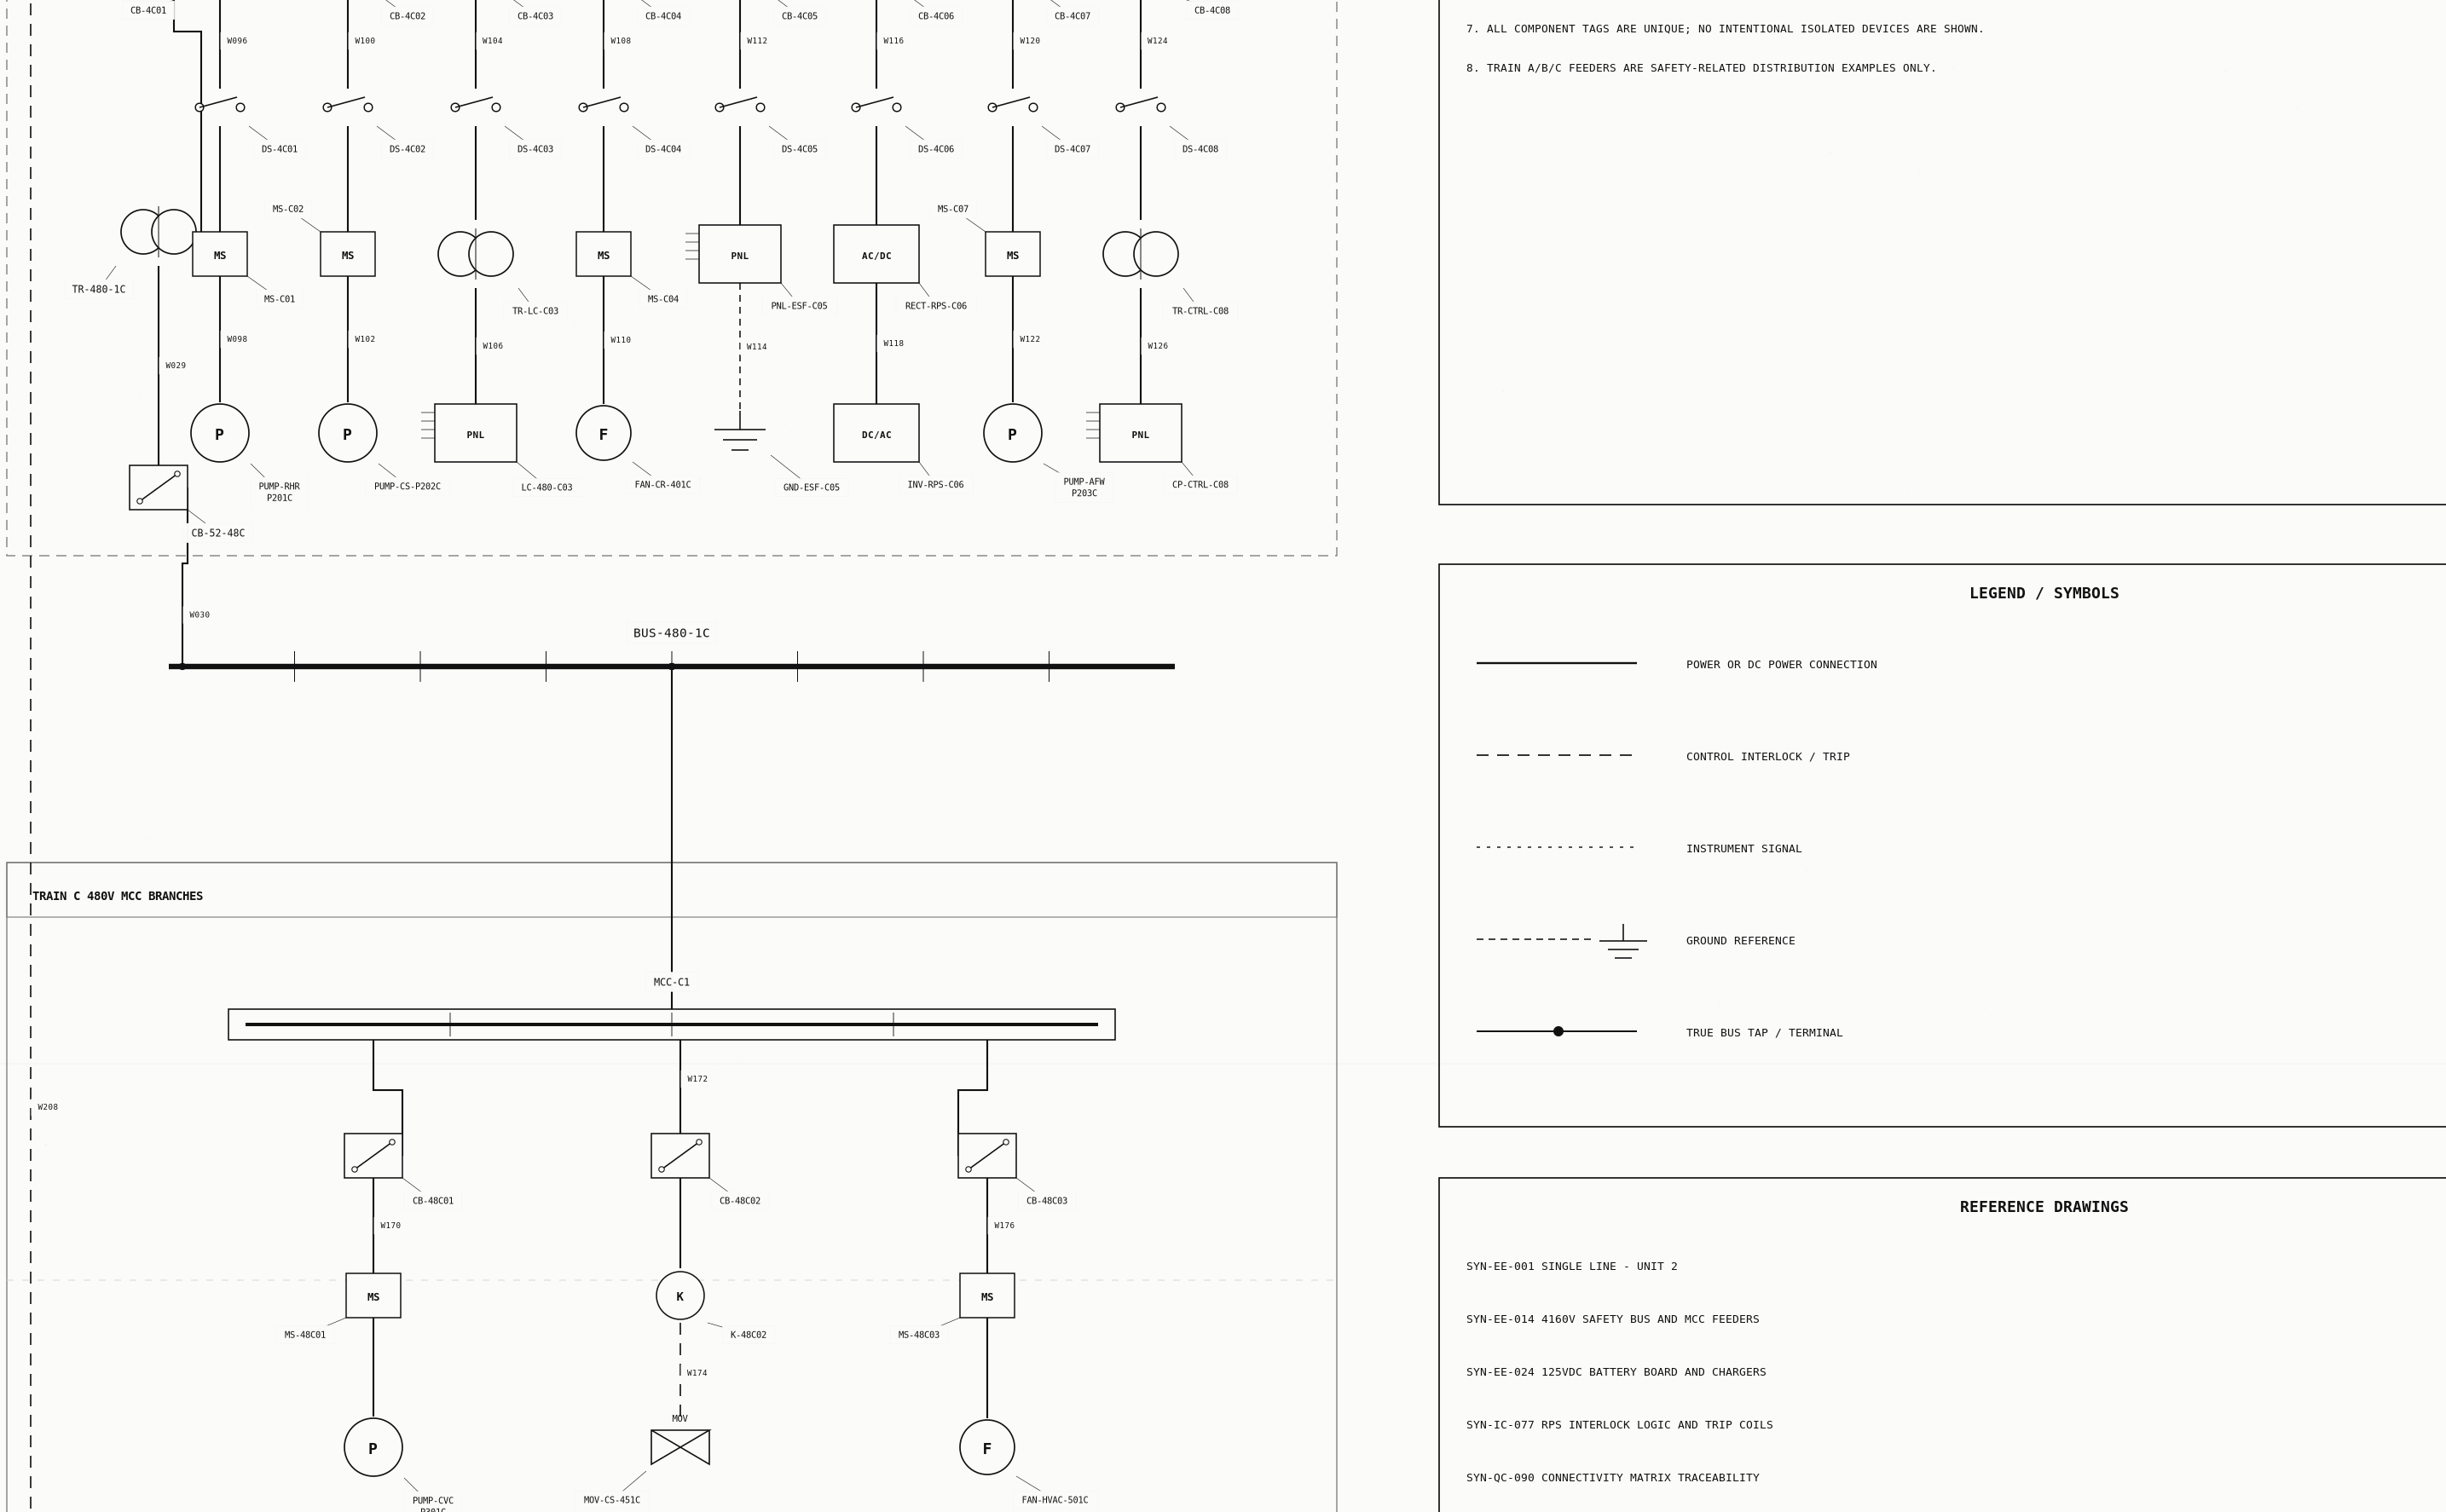 CB-4C01
CB-4C02
CB-4C03
CB-4C04
CB-4C05
CB-4C06
CB-4C07
CB-4C08
W096
W100
W104
W108
W112
W116
W120
W124
DS-4C01
DS-4C02
DS-4C03
DS-4C04
DS-4C05
DS-4C06
DS-4C07
DS-4C08
MS-C02
MS-C07
MS
MS
MS
PNL
AC/DC
MS
TR-480-1C
MS-C01
TR-LC-C03
MS-C04
PNL-ESF-C05
RECT-RPS-C06
TR-CTRL-C08
W029
W098
W102
W106
W110
W114
W118
W122
W126
P
P
PNL
F
DC/AC
P
PNL
PUMP-RHR
P201C
PUMP-CS-P202C
LC-480-C03
FAN-CR-401C
GND-ESF-C05
INV-RPS-C06
PUMP-AFW
P203C
CP-CTRL-C08
CB-52-48C
W030
BUS-480-1C
TRAIN C 480V MCC BRANCHES
MCC-C1
W172
W208
CB-48C01
CB-48C02
CB-48C03
W170
W176
MS
K
MS
MS-48C01
K-48C02
MS-48C03
W174
MOV
P
F
PUMP-CVC
P301C
MOV-CS-451C
FAN-HVAC-501C
7. ALL COMPONENT TAGS ARE UNIQUE; NO INTENTIONAL ISOLATED DEVICES ARE SHOWN.
8. TRAIN A/B/C FEEDERS ARE SAFETY-RELATED DISTRIBUTION EXAMPLES ONLY.
LEGEND / SYMBOLS
POWER OR DC POWER CONNECTION
CONTROL INTERLOCK / TRIP
INSTRUMENT SIGNAL
GROUND REFERENCE
TRUE BUS TAP / TERMINAL
REFERENCE DRAWINGS
SYN-EE-001 SINGLE LINE - UNIT 2
SYN-EE-014 4160V SAFETY BUS AND MCC FEEDERS
SYN-EE-024 125VDC BATTERY BOARD AND CHARGERS
SYN-IC-077 RPS INTERLOCK LOGIC AND TRIP COILS
SYN-QC-090 CONNECTIVITY MATRIX TRACEABILITY